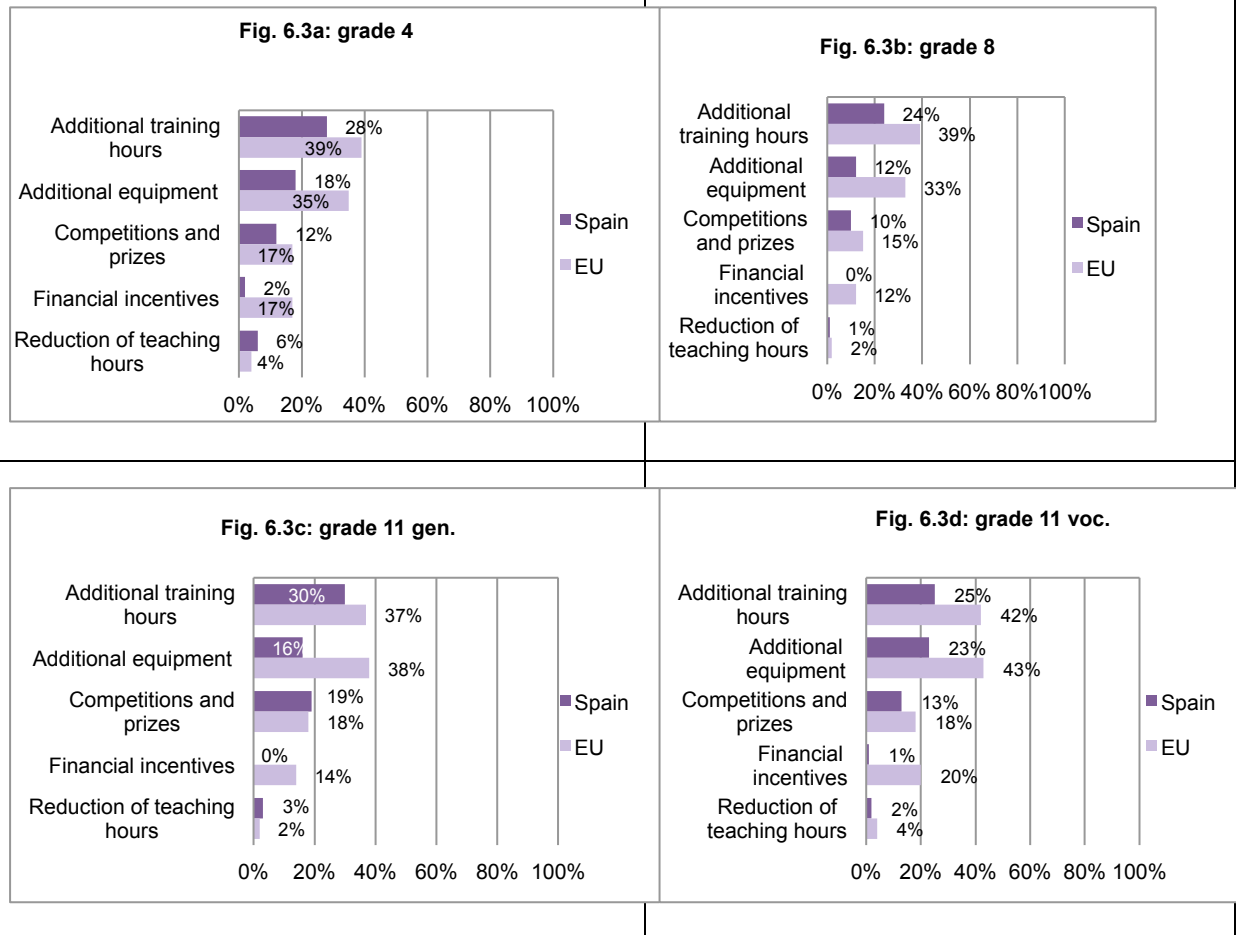 Fig. 6.3a: grade 4
Additional training
hours
28%
39%
Additional equipment
18%
35%
Competitions and
prizes
12%
17%
Financial incentives
2%
17%
Reduction of teaching
hours
6%
4%
0% 20% 40% 60% 80% 100%
Spain
EU
Fig. 6.3b: grade 8
Additional
training hours
24%
39%
Additional
equipment
12%
33%
Competitions
and prizes
10%
15%
Financial
incentives
0%
12%
Reduction of
teaching hours
1%
2%
0% 20% 40% 60% 80%100%
Spain
EU
Fig. 6.3c: grade 11 gen.
Additional training
hours
30%
37%
Additional equipment
16%
38%
Competitions and
prizes
19%
18%
Financial incentives
0%
14%
Reduction of teaching
hours
3%
2%
0% 20% 40% 60% 80% 100%
Spain
EU
Fig. 6.3d: grade 11 voc.
Additional training
hours
25%
42%
Additional
equipment
23%
43%
Competitions and
prizes
13%
18%
Financial
incentives
1%
20%
Reduction of
teaching hours
2%
4%
0% 20% 40% 60% 80% 100%
Spain
EU